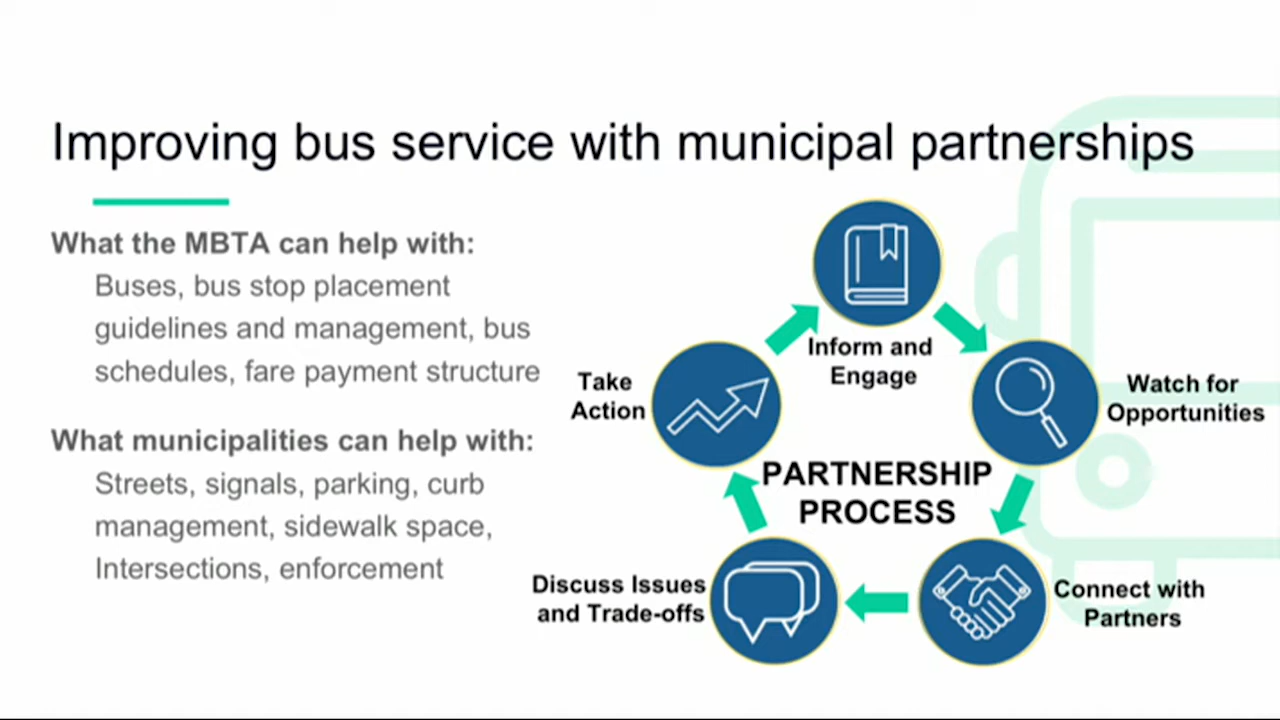 Improving bus service with municipal partnerships
What the MBTA can help with:
Buses, bus stop placement
guidelines and management, bus
schedules, fare payment structure
What municipalities can help with:
Streets, signals, parking, curb
management, sidewalk space,
Intersections, enforcement
Inform and
Engage
Watch for
Opportunities
Connect with
Partners
Discuss Issues
and Trade-offs
Take
Action
PARTNERSHIP
PROCESS